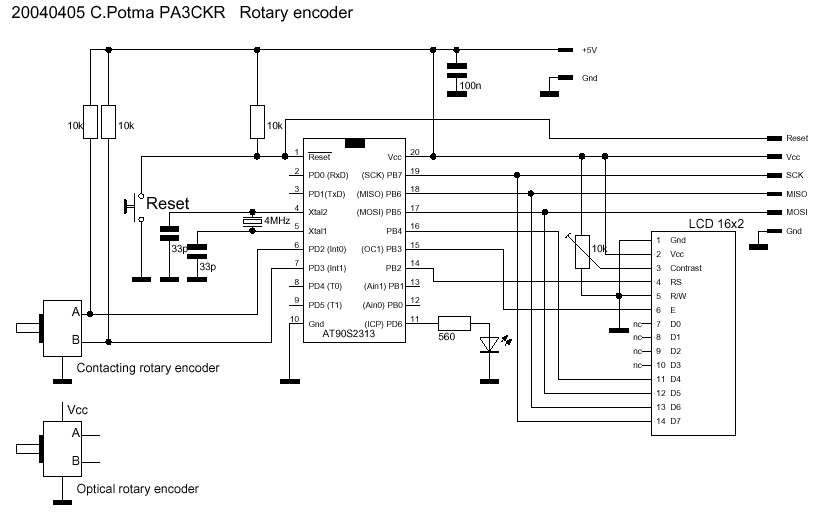 20040405 C.Potma PA3CKR   Rotary encoder
+5V
Gnd
100n
10k
10k
10k
Reset
Vcc
SCK
MISO
MOSI
Gnd
1 Reset
2 PD0 (RxD)
3 PD1(TxD)
4 Xtal2
5 Xtal1
6 PD2 (Int0)
7 PD3 (Int1)
8 PD4 (T0)
9 PD5 (T1)
10 Gnd
Vcc 20
(SCK) PB7 19
(MISO) PB6 18
(MOSI) PB5 17
PB4 16
(OC1) PB3 15
PB2 14
(Ain1) PB1 13
(Ain0) PB0 12
(ICP) PD6 11
AT90S2313
Reset
4MHz
33p
33p
560
10k
LCD 16x2
1 Gnd
2 Vcc
3 Contrast
4 RS
5 R/W
6 E
nc 7 D0
nc 8 D1
nc 9 D2
nc 10 D3
11 D4
12 D5
13 D6
14 D7
A
B
Contacting rotary encoder
Vcc
A
B
Optical rotary encoder